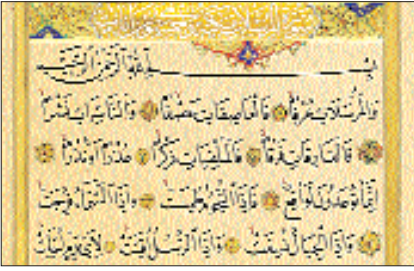 بسم الله الرحمن الرحيم
والمرسلات عرفا فالعاصفات عصفا والناشرات نشرا
فالفارقات فرقا فالملقيات ذكرا عذرا أو نذرا
إنما توعدون لواقع فإذا النجوم طمست وإذا السماء فرجت
وإذا الجبال نسفت وإذا الرسل أقتت لأي يوم أجلت